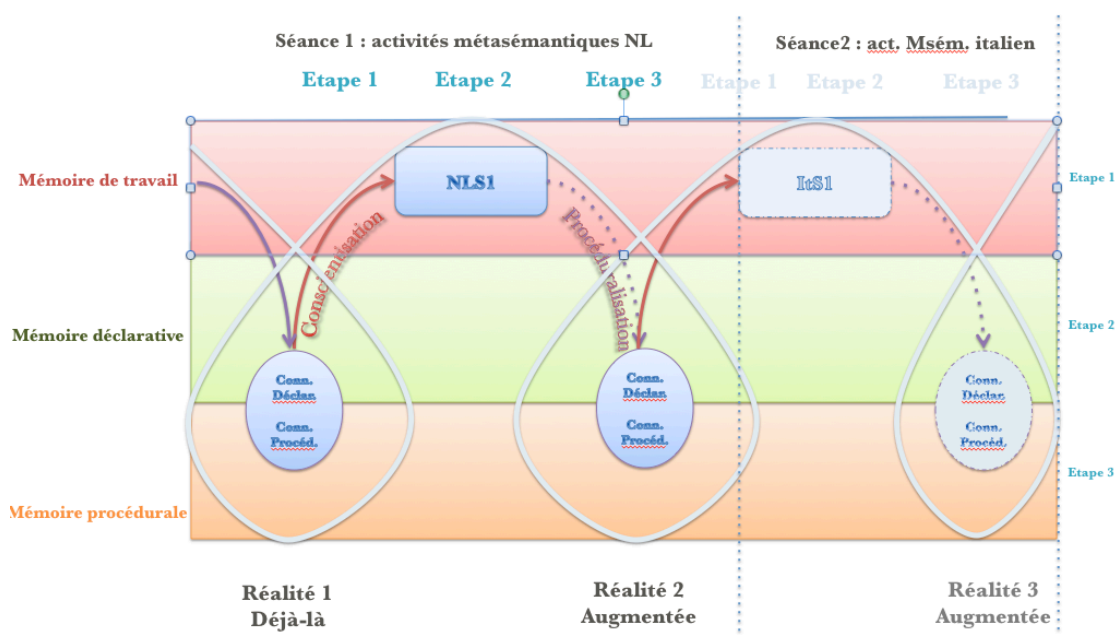 Séance 1 : activités métasémantiques NL
Séance2 : act. Msém. italien
Etape 1
Etape 2
Etape 3
Etape 1
Etape 2
Etape 3
Mémoire de travail
NLS1
ItS1
Etape 1
Conscientisation
Procéduralisation
Mémoire déclarative
Etape 2
Conn.
Déclar.
Conn.
Procéd.
Conn.
Déclar.
Conn.
Procéd.
Conn.
Déclar.
Conn.
Procéd.
Etape 3
Mémoire procédurale
Réalité 1
Déjà-là
Réalité 2
Augmentée
Réalité 3
Augmentée